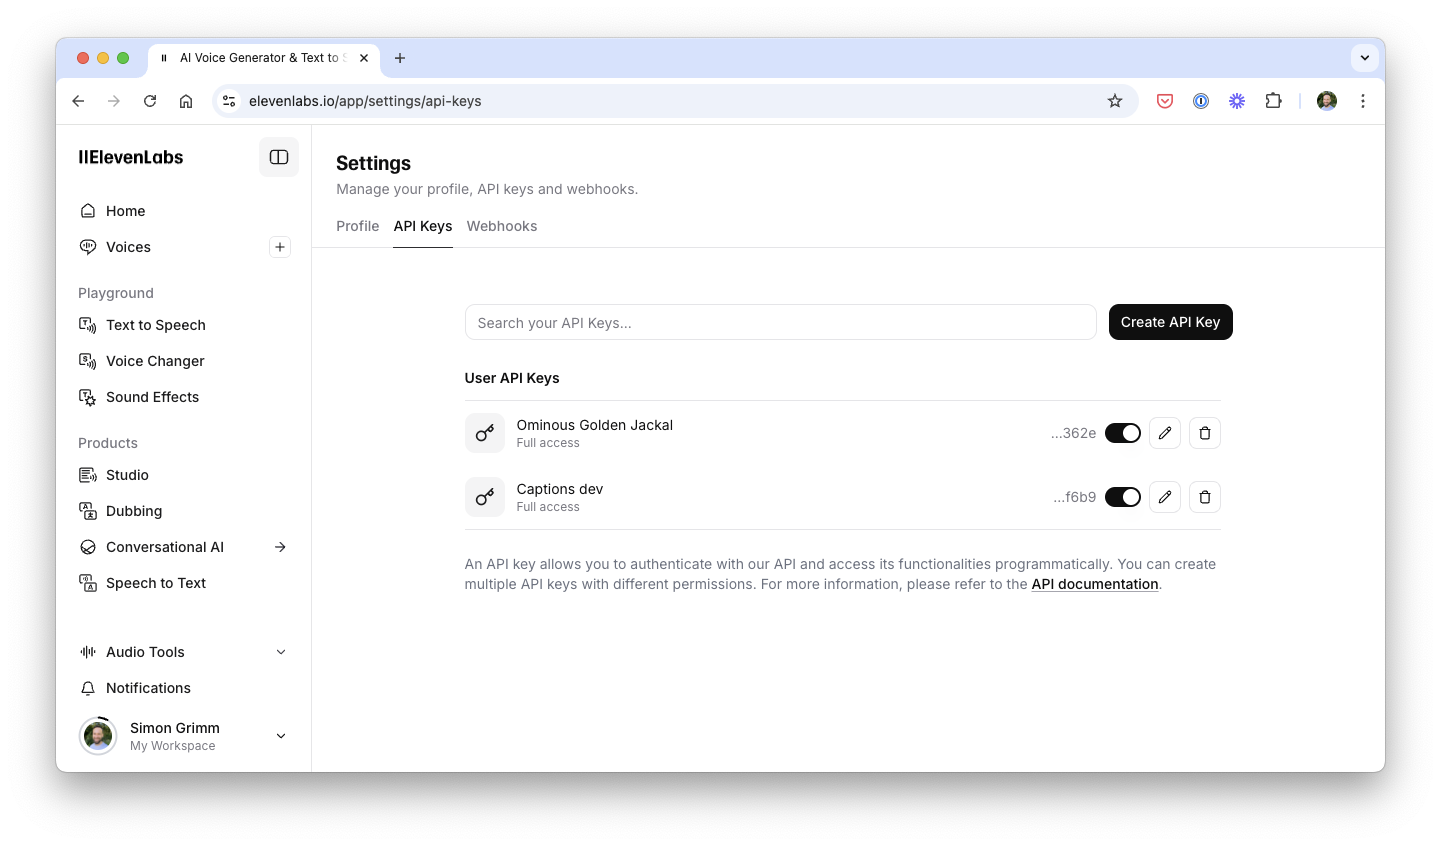 AI Voice Generator & Text to S
elevenlabs.io/app/settings/api-keys
IIElevenLabs
Home
Voices
Playground
Text to Speech
Voice Changer
Sound Effects
Products
Studio
Dubbing
Conversational AI
Speech to Text
Audio Tools
Notifications
Simon Grimm
My Workspace
Settings
Manage your profile, API keys and webhooks.
Profile API Keys Webhooks
Search your API Keys...
Create API Key
User API Keys
Ominous Golden Jackal
Full access
...362e
Captions dev
Full access
...f6b9
An API key allows you to authenticate with our API and access its functionalities programmatically. You can create
multiple API keys with different permissions. For more information, please refer to the API documentation.